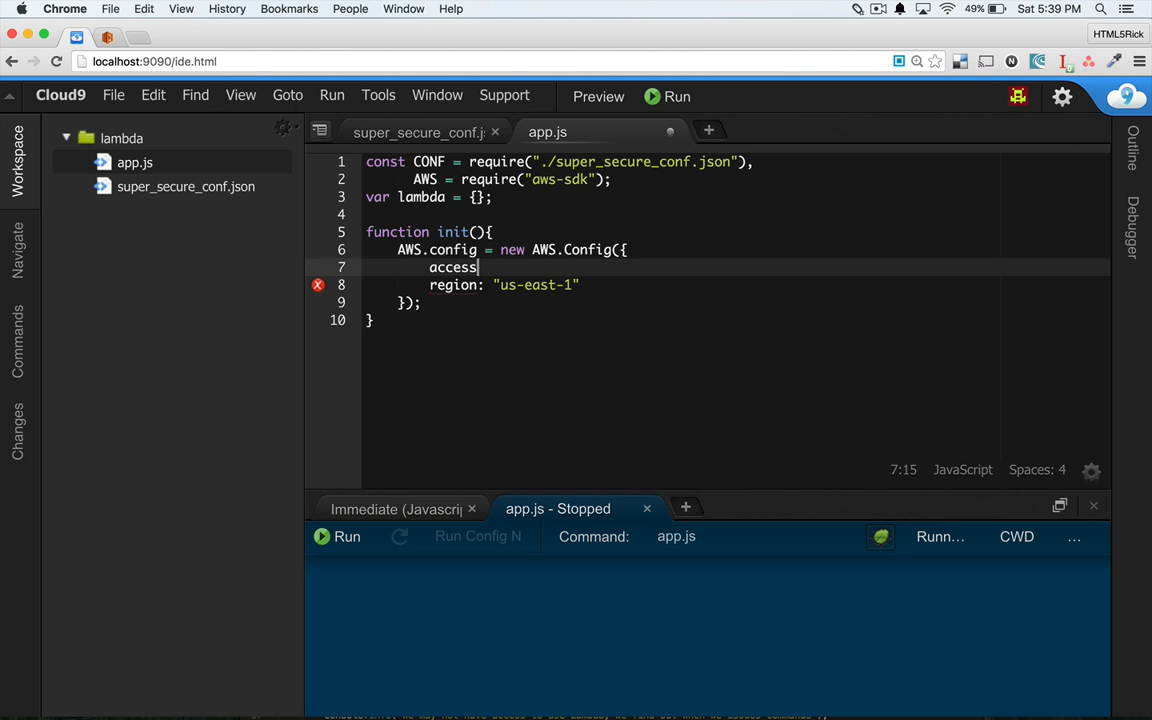 Chrome File Edit View History Bookmarks People Window Help 49% Sat 5:39 PM
HTML5Rick
localhost:9090/ide.html
Cloud9 File Edit Find View Goto Run Tools Window Support Preview Run
Workspace
Navigate
Commands
Changes
lambda
app.js
super_secure_conf.json
super_secure_conf.j
app.js
1 const CONF = require("./super_secure_conf.json"),
2 AWS = require("aws-sdk");
3 var lambda = {};
4
5 function init(){
6 AWS.config = new AWS.Config({
7 access
8 region: "us-east-1"
9 });
10 }
7:15 JavaScript Spaces: 4
Outline
Debugger
Immediate (Javascri
app.js - Stopped
Run Run Config N Command: app.js Runn... CWD ...